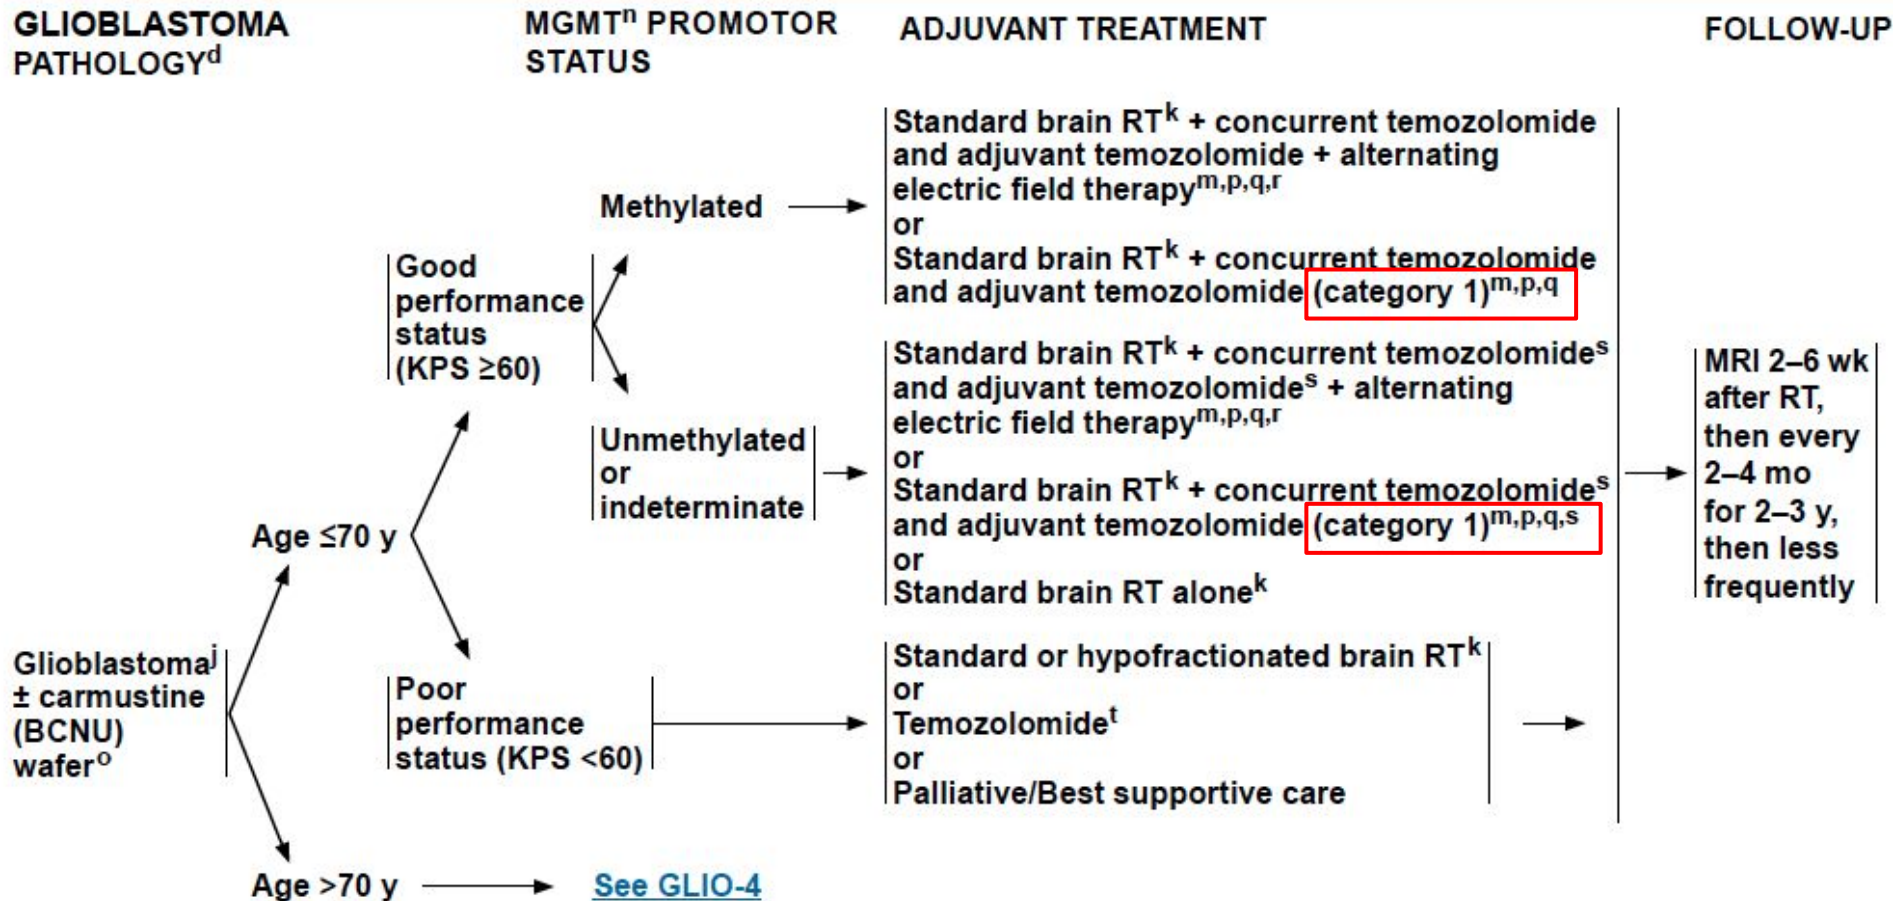 GLIOBLASTOMA
PATHOLOGYᵈ
MGMTⁿ PROMOTOR
STATUS
ADJUVANT TREATMENT
FOLLOW-UP
Glioblastomaʲ
± carmustine
(BCNU)
waferᵒ
Age ≤70 y
Age >70 y
See GLIO-4
Good
performance
status
(KPS ≥60)
Poor
performance
status (KPS <60)
Methylated
Unmethylated
or
indeterminate
Standard brain RTᵏ + concurrent temozolomide
and adjuvant temozolomide + alternating
electric field therapyᵐ,ᵖ,q,ʳ
or
Standard brain RTᵏ + concurrent temozolomide
and adjuvant temozolomide (category 1)ᵐ,ᵖ,q
Standard brain RTᵏ + concurrent temozolomideˢ
and adjuvant temozolomideˢ + alternating
electric field therapyᵐ,ᵖ,q,ʳ
or
Standard brain RTᵏ + concurrent temozolomideˢ
and adjuvant temozolomide (category 1)ᵐ,ᵖ,q,ˢ
or
Standard brain RT aloneᵏ
Standard or hypofractionated brain RTᵏ
or
Temozolomideᵗ
or
Palliative/Best supportive care
MRI 2–6 wk
after RT,
then every
2–4 mo
for 2–3 y,
then less
frequently